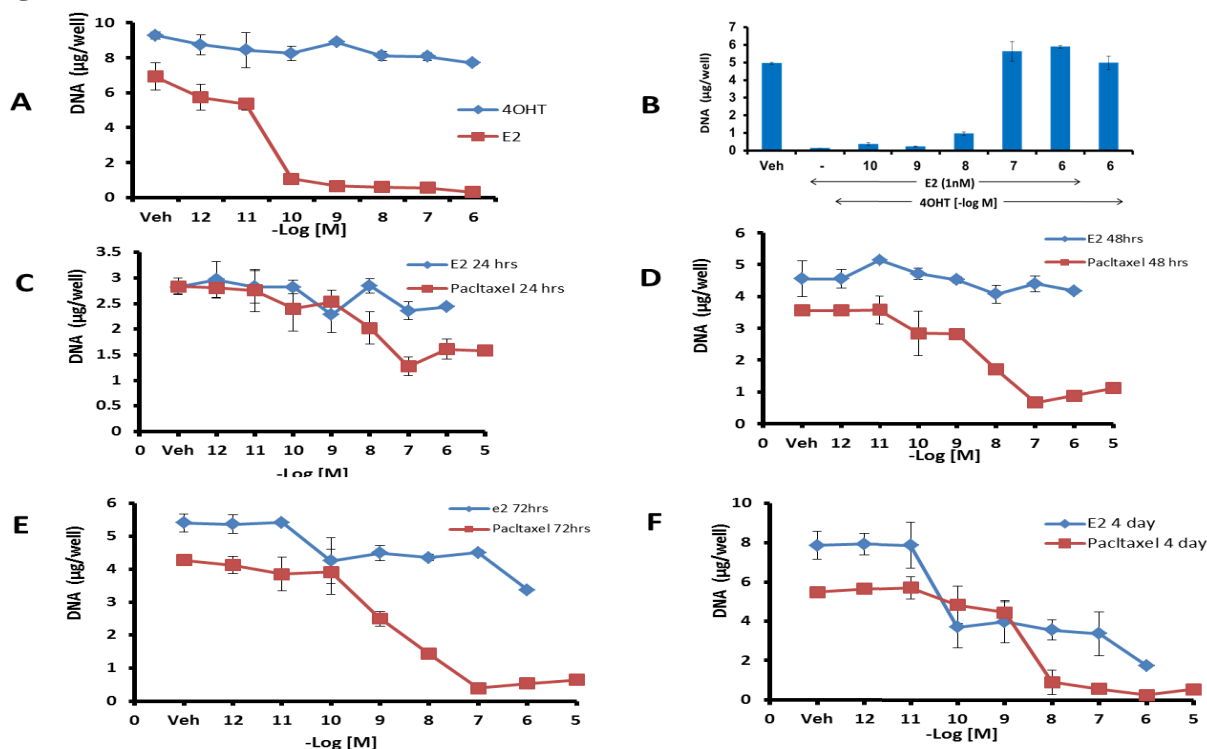 A
DNA (µg/well)
10
8
6
4
2
0
4OHT
E2
Veh 12 11 10 9 8 7 6
-Log [M]
B
DNA (µg/well)
7
6
5
4
3
2
1
0
Veh - 10 9 8 7 6 6
E2 (1nM)
4OHT [-log M]
C
DNA (µg/well)
3.5
3
2.5
2
1.5
1
0.5
0
E2 24 hrs
Pacltaxel 24 hrs
0 Veh 12 11 10 9 8 7 6 5
-Log [M]
D
DNA (µg/well)
6
5
4
3
2
1
0
E2 48hrs
Pacltaxel 48 hrs
0 Veh 12 11 10 9 8 7 6 5
-Log [M]
E
DNA (µg/well)
6
5
4
3
2
1
0
e2 72hrs
Pacltaxel 72hrs
0 Veh 12 11 10 9 8 7 6 5
-Log [M]
F
DNA (µg/well)
10
8
6
4
2
0
E2 4 day
Pacltaxel 4 day
0 Veh 12 11 10 9 8 7 6 5
-Log [M]